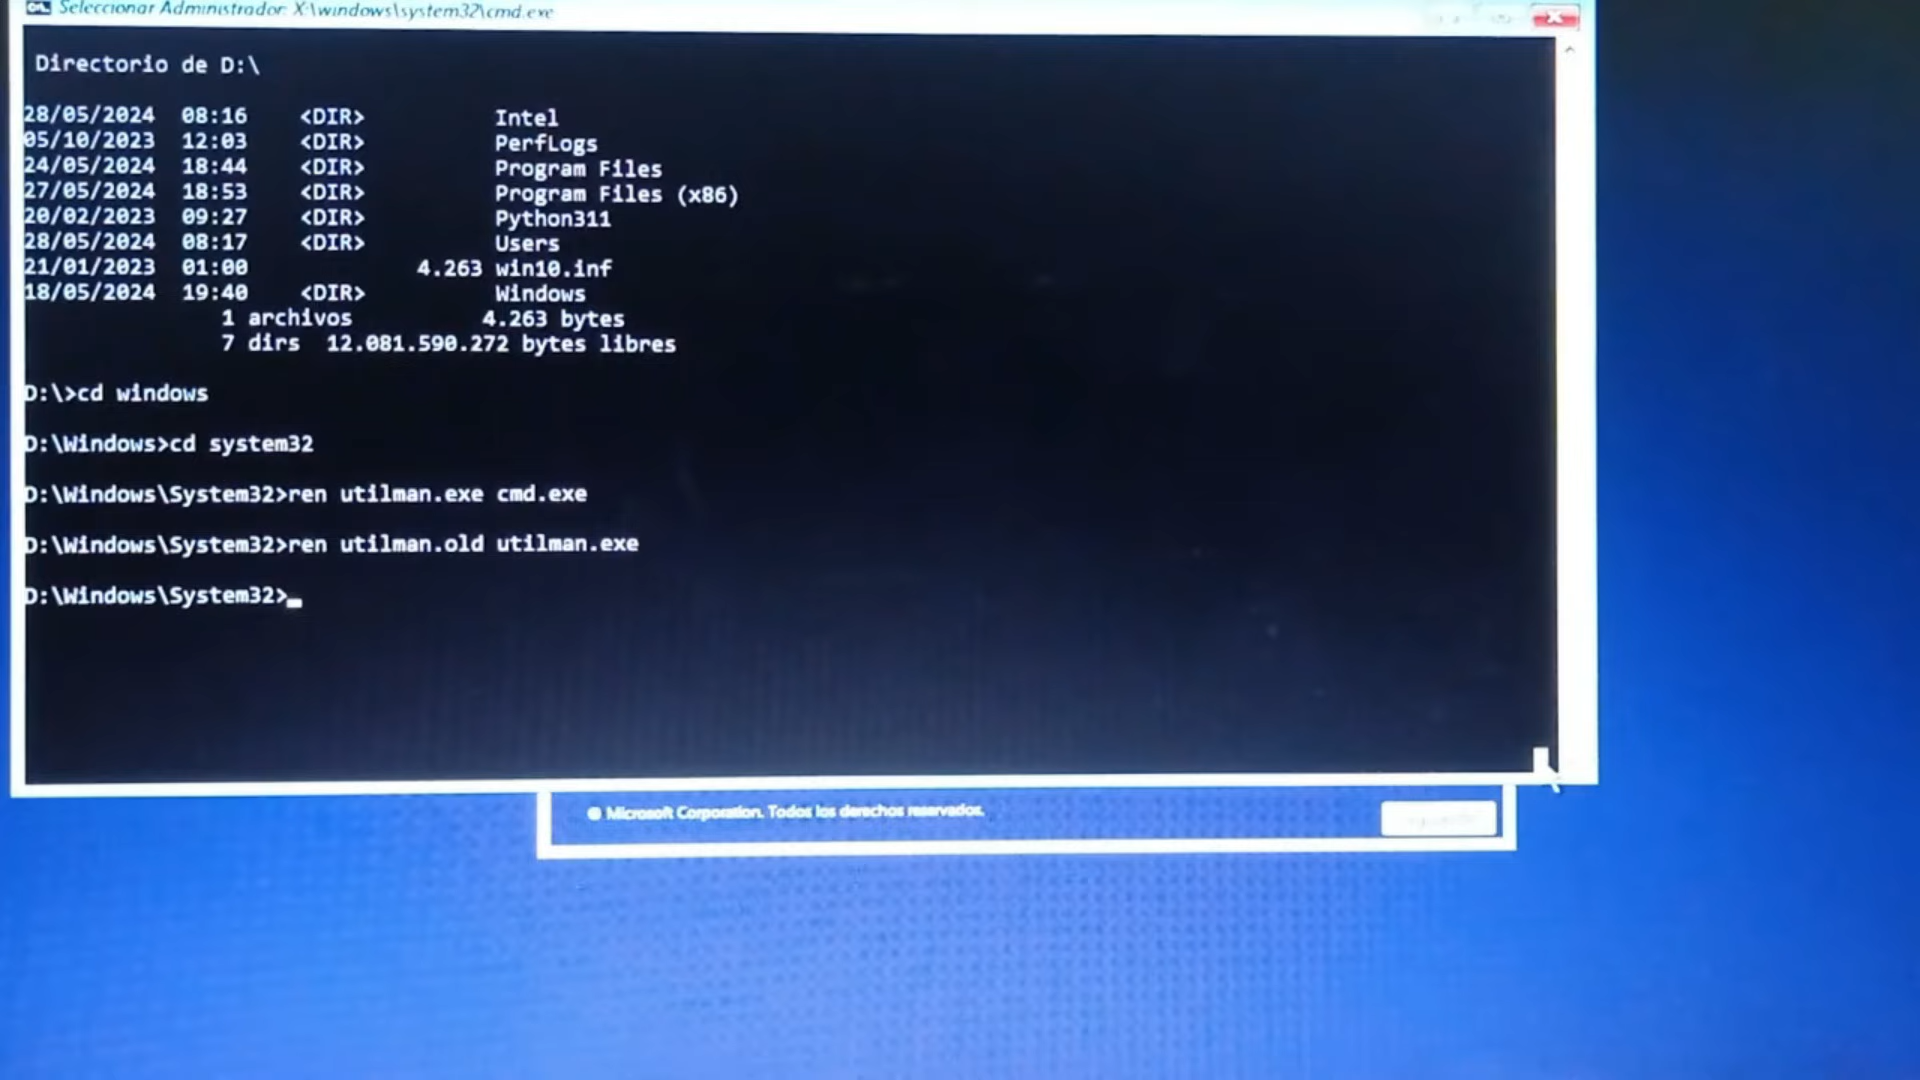 Seleccionar Administrador: X:\windows\system32\cmd.exe
Directorio de D:\
28/05/2024 08:16 <DIR> Intel
05/10/2023 12:03 <DIR> PerfLogs
24/05/2024 18:44 <DIR> Program Files
27/05/2024 18:53 <DIR> Program Files (x86)
20/02/2023 09:27 <DIR> Python311
28/05/2024 08:17 <DIR> Users
21/01/2023 01:00 4.263 win10.inf
18/05/2024 19:40 <DIR> Windows
1 archivos 4.263 bytes
7 dirs 12.081.590.272 bytes libres
D:\>cd windows
D:\Windows>cd system32
D:\Windows\System32>ren utilman.exe cmd.exe
D:\Windows\System32>ren utilman.old utilman.exe
D:\Windows\System32>
© Microsoft Corporation. Todos los derechos reservados.